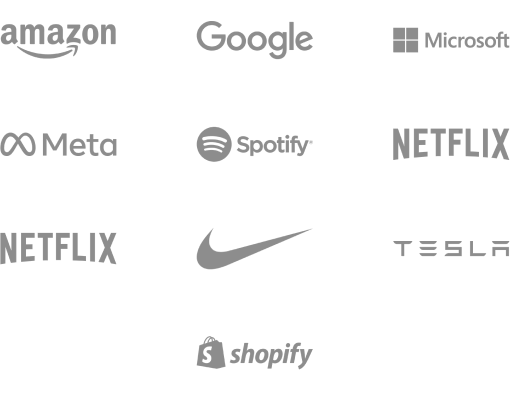 amazon
Google
Microsoft
Meta
Spotify®
NETFLIX
NETFLIX
TESLA
shopify